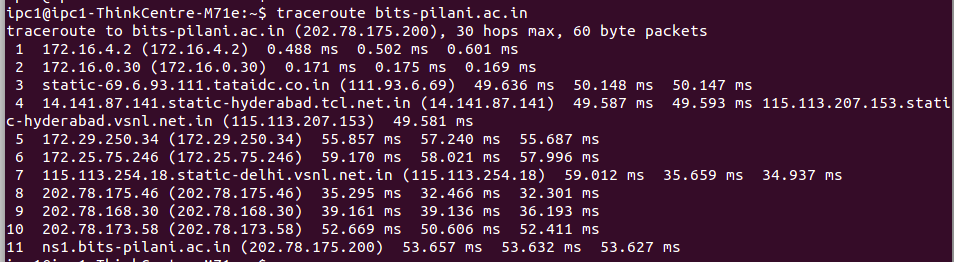 ipc1@ipc1-ThinkCentre-M71e:~$ traceroute bits-pilani.ac.in
traceroute to bits-pilani.ac.in (202.78.175.200), 30 hops max, 60 byte packets
1 172.16.4.2 (172.16.4.2) 0.488 ms 0.502 ms 0.601 ms
2 172.16.0.30 (172.16.0.30) 0.171 ms 0.175 ms 0.169 ms
3 static-69.6.93.111.tataidc.co.in (111.93.6.69) 49.636 ms 50.148 ms 50.147 ms
4 14.141.87.141.static-hyderabad.tcl.net.in (14.141.87.141) 49.587 ms 49.593 ms 115.113.207.153.stati
c-hyderabad.vsnl.net.in (115.113.207.153) 49.581 ms
5 172.29.250.34 (172.29.250.34) 55.857 ms 57.240 ms 55.687 ms
6 172.25.75.246 (172.25.75.246) 59.170 ms 58.021 ms 57.996 ms
7 115.113.254.18.static-delhi.vsnl.net.in (115.113.254.18) 59.012 ms 35.659 ms 34.937 ms
8 202.78.175.46 (202.78.175.46) 35.295 ms 32.466 ms 32.301 ms
9 202.78.168.30 (202.78.168.30) 39.161 ms 39.136 ms 36.193 ms
10 202.78.173.58 (202.78.173.58) 52.669 ms 50.606 ms 52.411 ms
11 ns1.bits-pilani.ac.in (202.78.175.200) 53.657 ms 53.632 ms 53.627 ms
ipc1@ipc1-ThinkCentre-M71e:~$